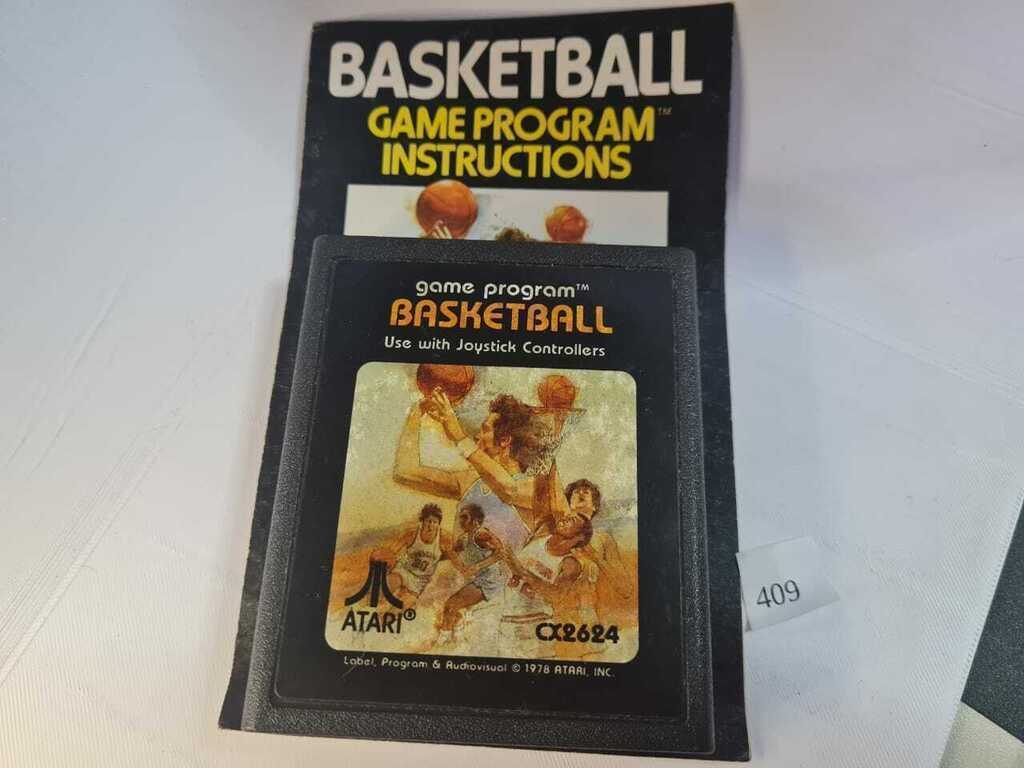 BASKETBALL
GAME PROGRAM™
INSTRUCTIONS
game program™
BASKETBALL
Use with Joystick Controllers
ATARI®
CX2624
Label, Program & Audiovisual © 1978 ATARI, INC.
409